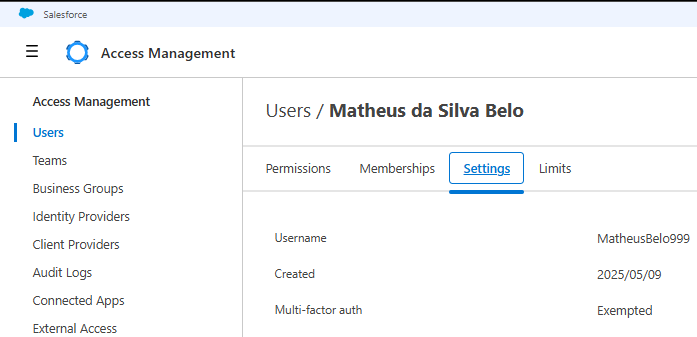 Salesforce
Access Management
Access Management
Users
Teams
Business Groups
Identity Providers
Client Providers
Audit Logs
Connected Apps
External Access
Users / Matheus da Silva Belo
Permissions Memberships Settings Limits
Username MatheusBelo999
Created 2025/05/09
Multi-factor auth Exempted